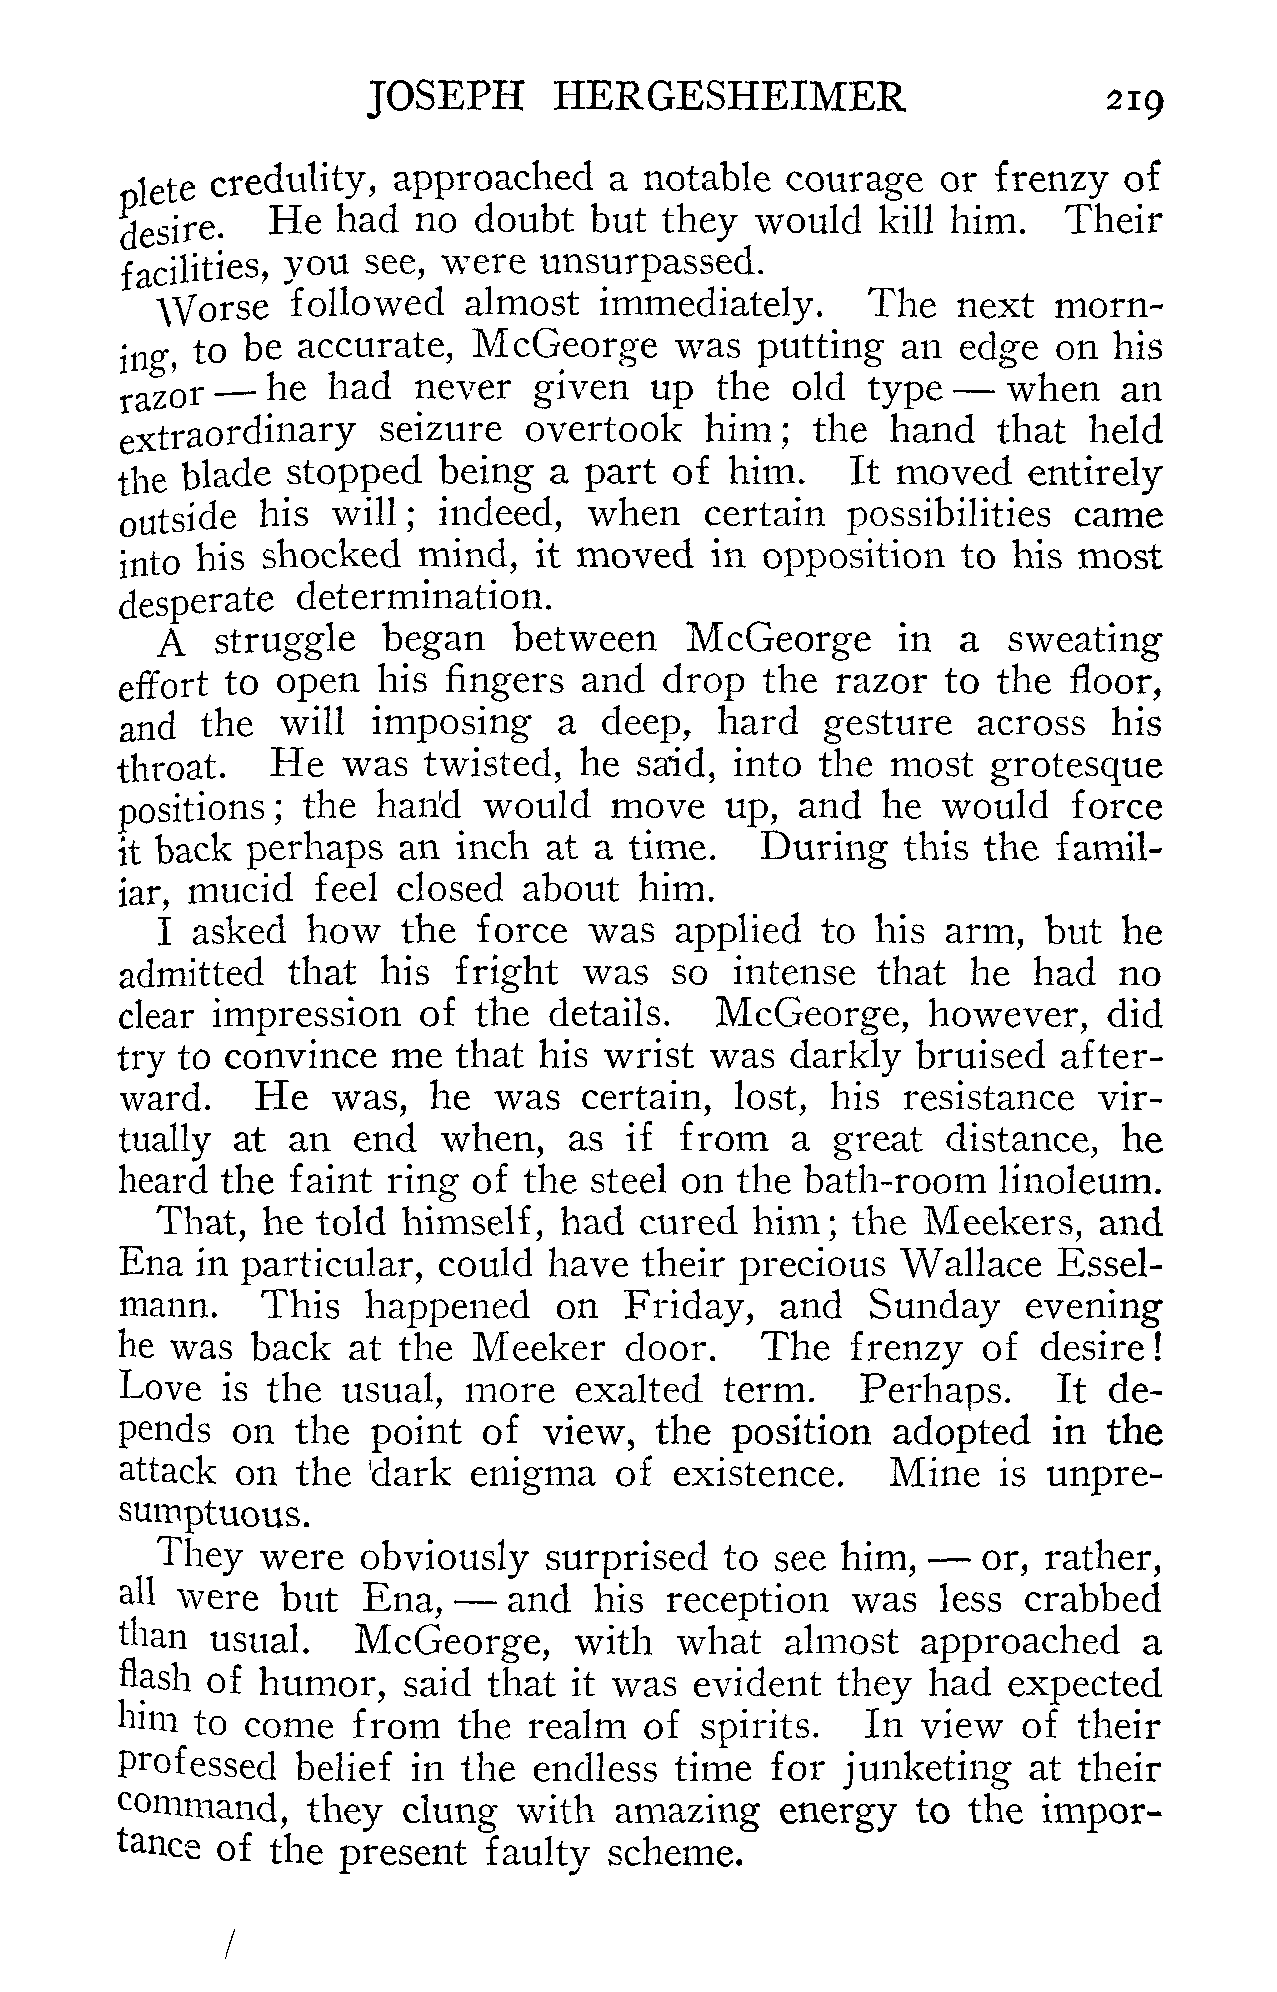 JOSEPH HERGESHEIMER 219
plete credulity, approached a notable courage or frenzy of
desire. He had no doubt but they would kill him. Their
facilities, you see, were unsurpassed.
Worse followed almost immediately. The next morn-
ing, to be accurate, McGeorge was putting an edge on his
razor — he had never given up the old type — when an
extraordinary seizure overtook him; the hand that held
the blade stopped being a part of him. It moved entirely
outside his will; indeed, when certain possibilities came
into his shocked mind, it moved in opposition to his most
desperate determination.
A struggle began between McGeorge in a sweating
effort to open his fingers and drop the razor to the floor,
and the will imposing a deep, hard gesture across his
throat. He was twisted, he said, into the most grotesque
positions; the hand would move up, and he would force
it back perhaps an inch at a time. During this the famil-
iar, mucid feel closed about him.
I asked how the force was applied to his arm, but he
admitted that his fright was so intense that he had no
clear impression of the details. McGeorge, however, did
try to convince me that his wrist was darkly bruised after-
ward. He was, he was certain, lost, his resistance vir-
tually at an end when, as if from a great distance, he
heard the faint ring of the steel on the bath-room linoleum.
That, he told himself, had cured him; the Meekers, and
Ena in particular, could have their precious Wallace Essel-
mann. This happened on Friday, and Sunday evening
he was back at the Meeker door. The frenzy of desire!
Love is the usual, more exalted term. Perhaps. It de-
pends on the point of view, the position adopted in the
attack on the dark enigma of existence. Mine is unpre-
sumptuous.
They were obviously surprised to see him, — or, rather,
all were but Ena, — and his reception was less crabbed
than usual. McGeorge, with what almost approached a
flash of humor, said that it was evident they had expected
him to come from the realm of spirits. In view of their
professed belief in the endless time for junketing at their
command, they clung with amazing energy to the impor-
tance of the present faulty scheme.